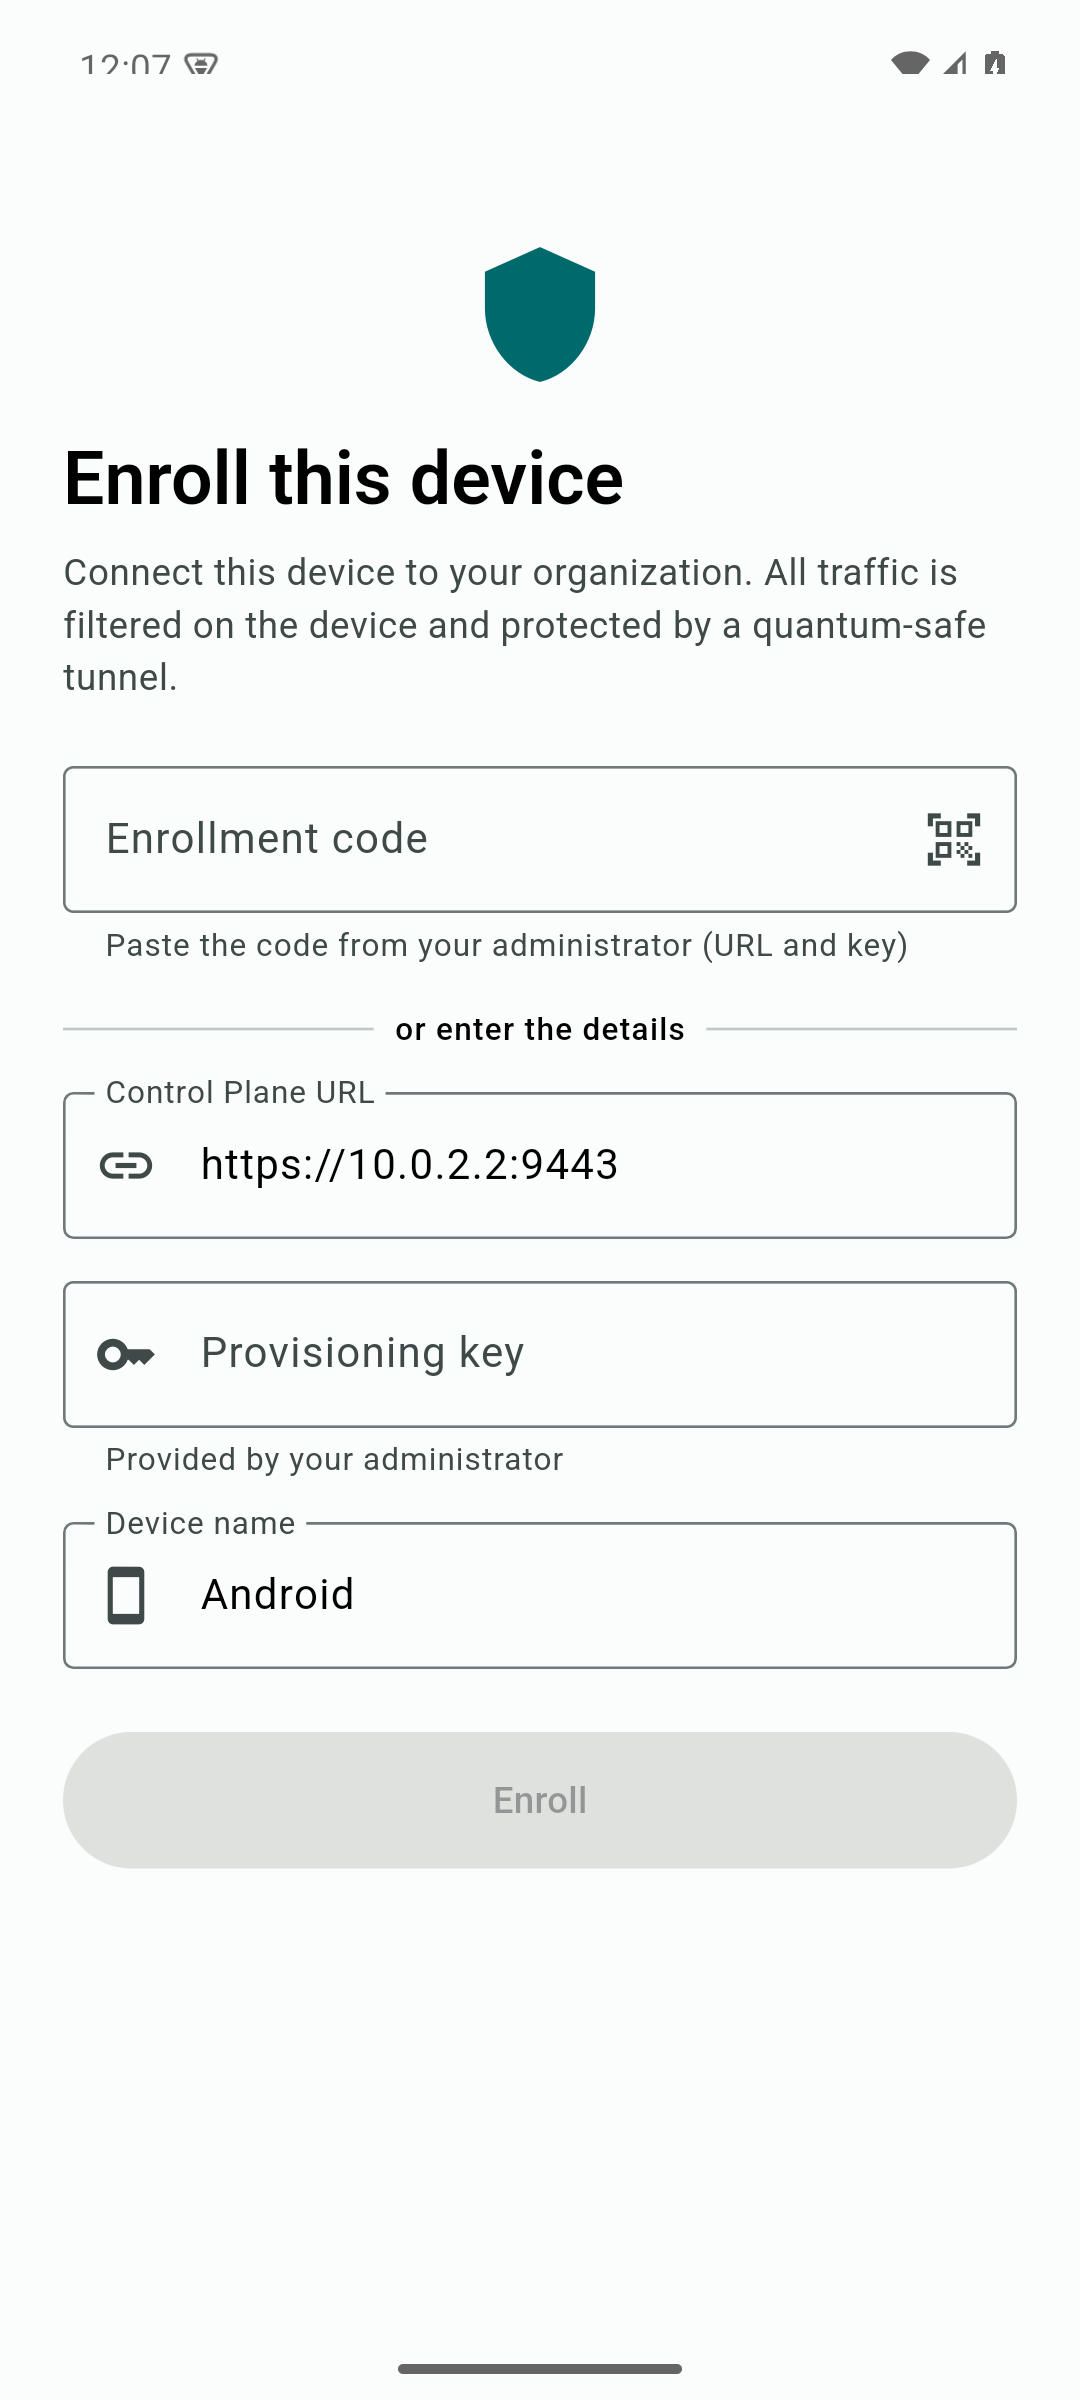 12:07
Enroll this device
Connect this device to your organization. All traffic is
filtered on the device and protected by a quantum-safe
tunnel.
Enrollment code
Paste the code from your administrator (URL and key)
or enter the details
Control Plane URL
https://10.0.2.2:9443
Provisioning key
Provided by your administrator
Device name
Android
Enroll